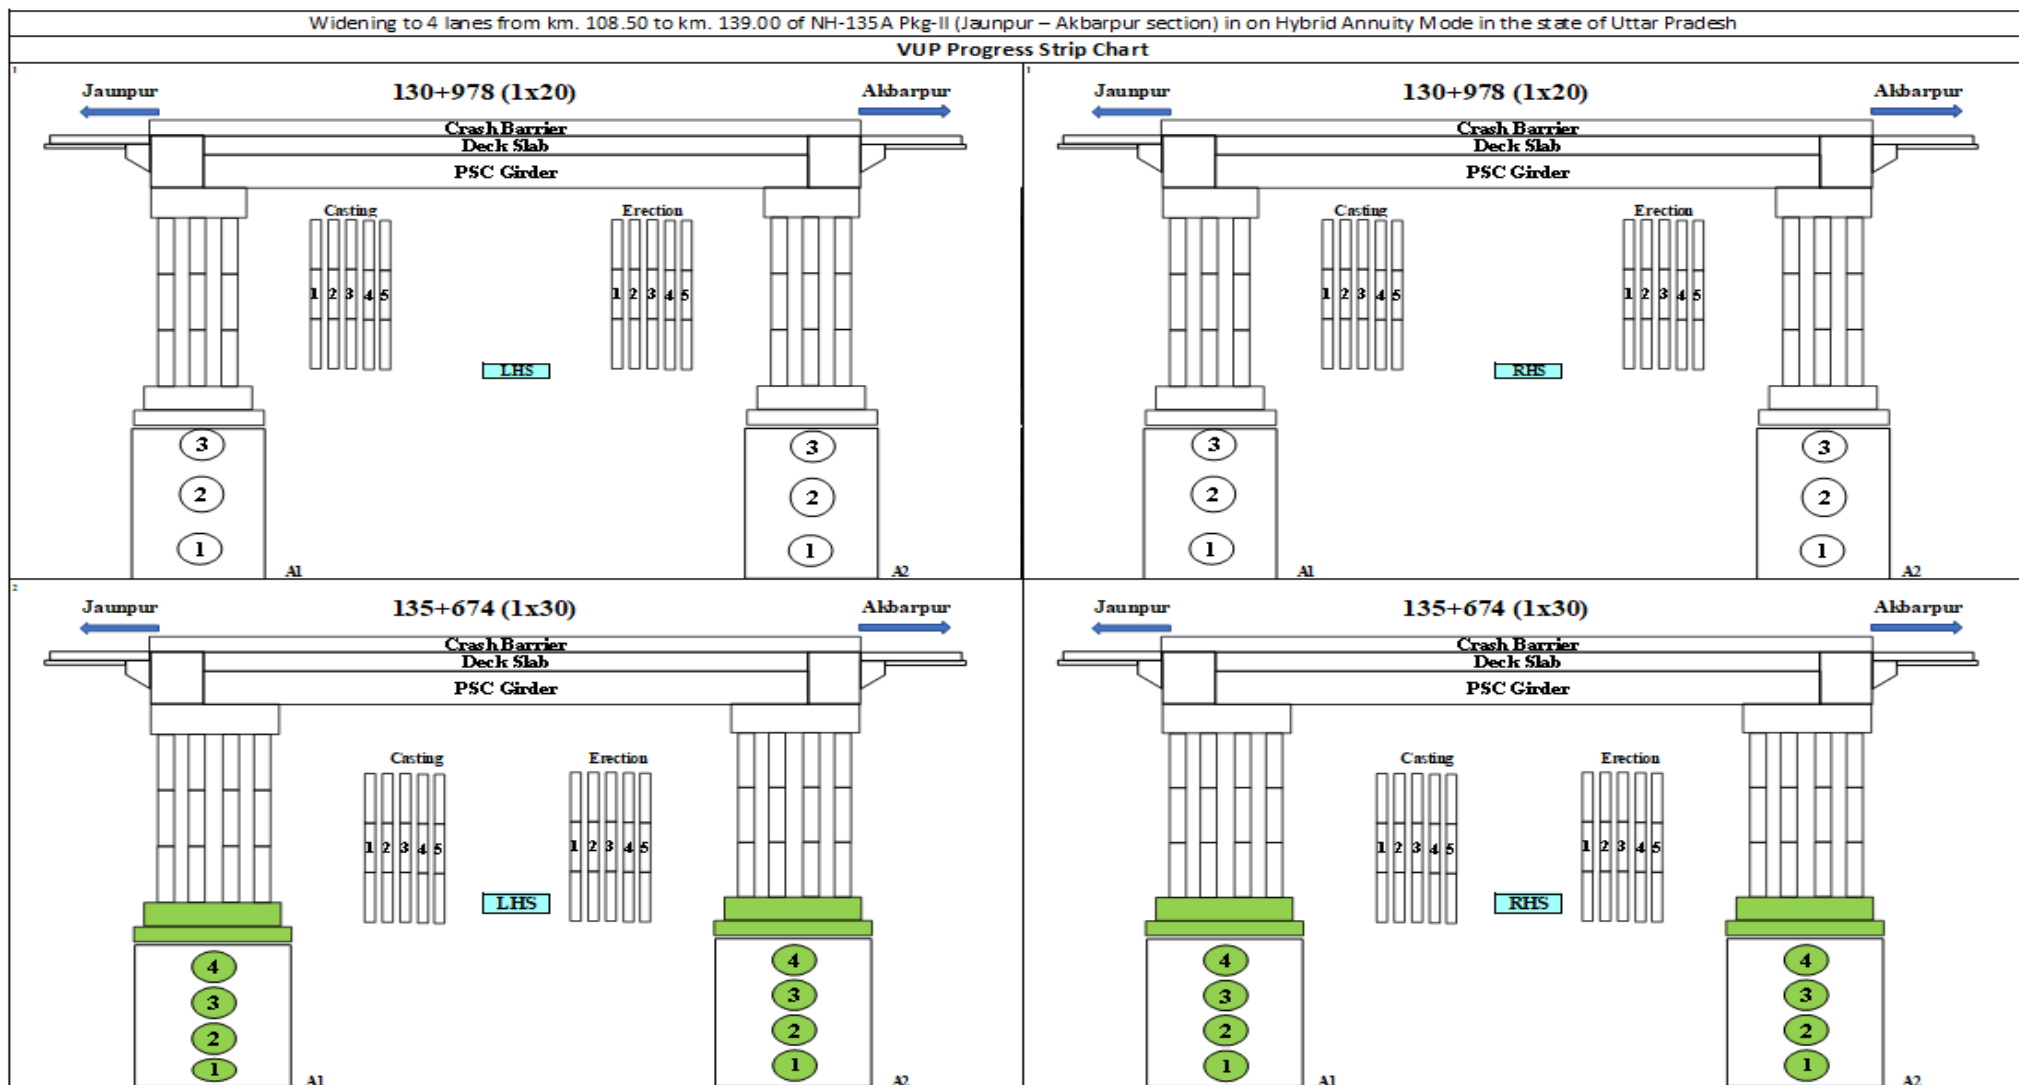 Widening to 4 lanes from km. 108.50 to km. 139.00 of NH-135A Pkg-II (Jaunpur – Akbarpur section) in on Hybrid Annuity Mode in the state of Uttar Pradesh
VUP Progress Strip Chart
1
Jaunpur 130+978 (1x20) Akbarpur
Crash Barrier
Deck Slab
PSC Girder
Casting Erection
1 2 3 4 5 1 2 3 4 5
LHS
3 3
2 2
1 1
A1 A2
1
Jaunpur 130+978 (1x20) Akbarpur
Crash Barrier
Deck Slab
PSC Girder
Casting Erection
1 2 3 4 5 1 2 3 4 5
RHS
3 3
2 2
1 1
A1 A2
2
Jaunpur 135+674 (1x30) Akbarpur
Crash Barrier
Deck Slab
PSC Girder
Casting Erection
1 2 3 4 5 1 2 3 4 5
LHS
4 4
3 3
2 2
1 1
A1 A2
Jaunpur 135+674 (1x30) Akbarpur
Crash Barrier
Deck Slab
PSC Girder
Casting Erection
1 2 3 4 5 1 2 3 4 5
RHS
4 4
3 3
2 2
1 1
A1 A2